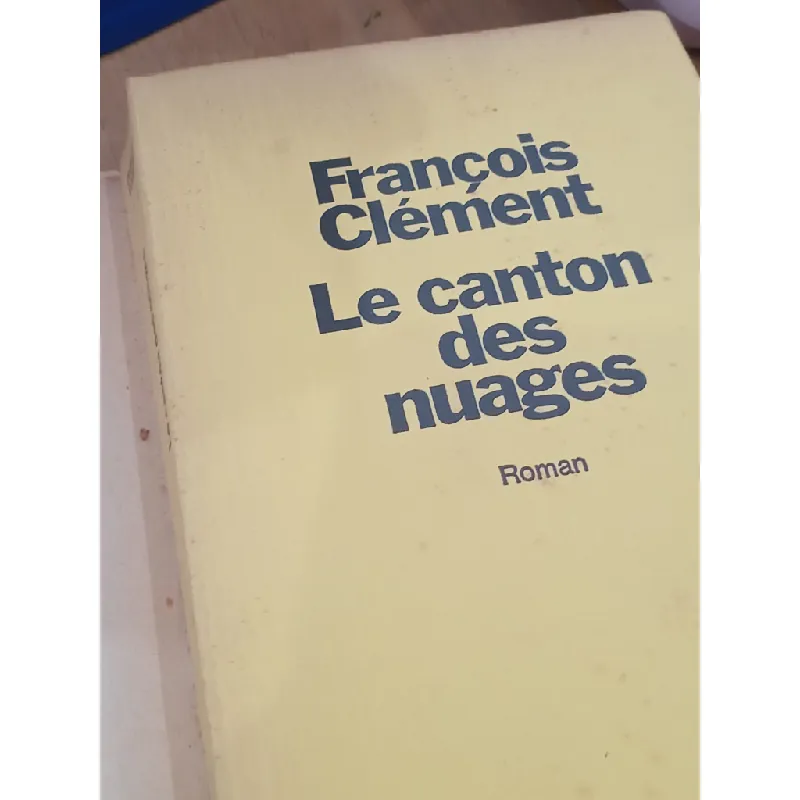 François
Clément
Le canton
des
nuages
Roman